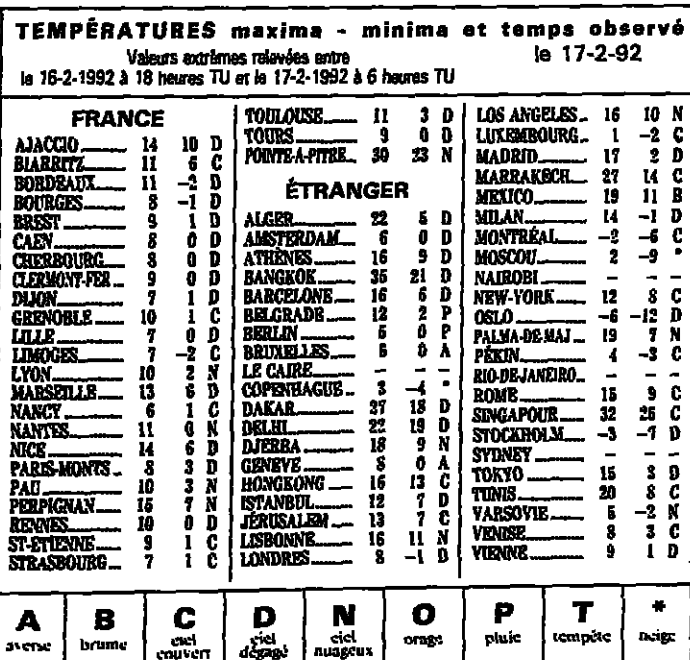 TEMPÉRATURES maxima - minima et temps observé
Valeurs extrêmes relevées entre
le 16-2-1992 à 18 heures TU et le 17-2-1992 à 6 heures TU
le 17-2-92
FRANCE
AJACCIO 14 10 D
BIARRITZ 11 6 C
BORDEAUX 11 -2 D
BOURGES 8 -1 D
BREST 9 1 D
CAEN 8 0 D
CHERBOURG 8 0 D
CLERMONT-FER 9 0 D
DIJON 7 1 D
GRENOBLE 10 1 C
LILLE 7 0 D
LIMOGES 7 -2 C
LYON 10 2 N
MARSEILLE 13 6 D
NANCY 6 1 C
NANTES 11 0 N
NICE 14 6 D
PARIS-MONTS 8 3 D
PAU 10 3 N
PERPIGNAN 15 7 N
RENNES 10 0 D
ST-ETIENNE 9 1 C
STRASBOURG 7 1 C
TOULOUSE 11 3 D
TOURS 9 0 D
POINTE-A-PITRE 30 23 N
ÉTRANGER
ALGER 22 5 D
AMSTERDAM 6 0 D
ATHÈNES 16 9 D
BANGKOK 35 21 D
BARCELONE 16 6 D
BELGRADE 12 2 P
BERLIN 5 0 P
BRUXELLES 5 0 A
LE CAIRE - - -
COPENHAGUE 3 -4 *
DAKAR 27 18 D
DELHI 22 19 D
DJERBA 18 9 N
GENEVE 8 0 A
HONGKONG 16 13 C
ISTANBUL 12 7 D
JÉRUSALEM 13 7 C
LISBONNE 16 11 N
LONDRES 8 -1 D
LOS ANGELES 16 10 N
LUXEMBOURG 1 -2 C
MADRID 17 2 D
MARRAKECH 27 14 C
MEXICO 19 11 B
MILAN 14 -1 D
MONTRÉAL -2 -6 C
MOSCOU 2 -9 *
NAIROBI - - -
NEW-YORK 12 8 C
OSLO -6 -12 D
PALMA-DE-MAJ 19 7 N
PÉKIN 4 -3 C
RIO-DE-JANEIRO - - -
ROME 15 9 C
SINGAPOUR 32 25 C
STOCKHOLM -3 -7 D
SYDNEY - - -
TOKYO 15 3 D
TUNIS 20 8 C
VARSOVIE 5 -2 N
VENISE 8 3 C
VIENNE 9 1 D
A B C D N O P T *
averse brume ciel couvert ciel dégagé ciel nuageux orage pluie tempête neige